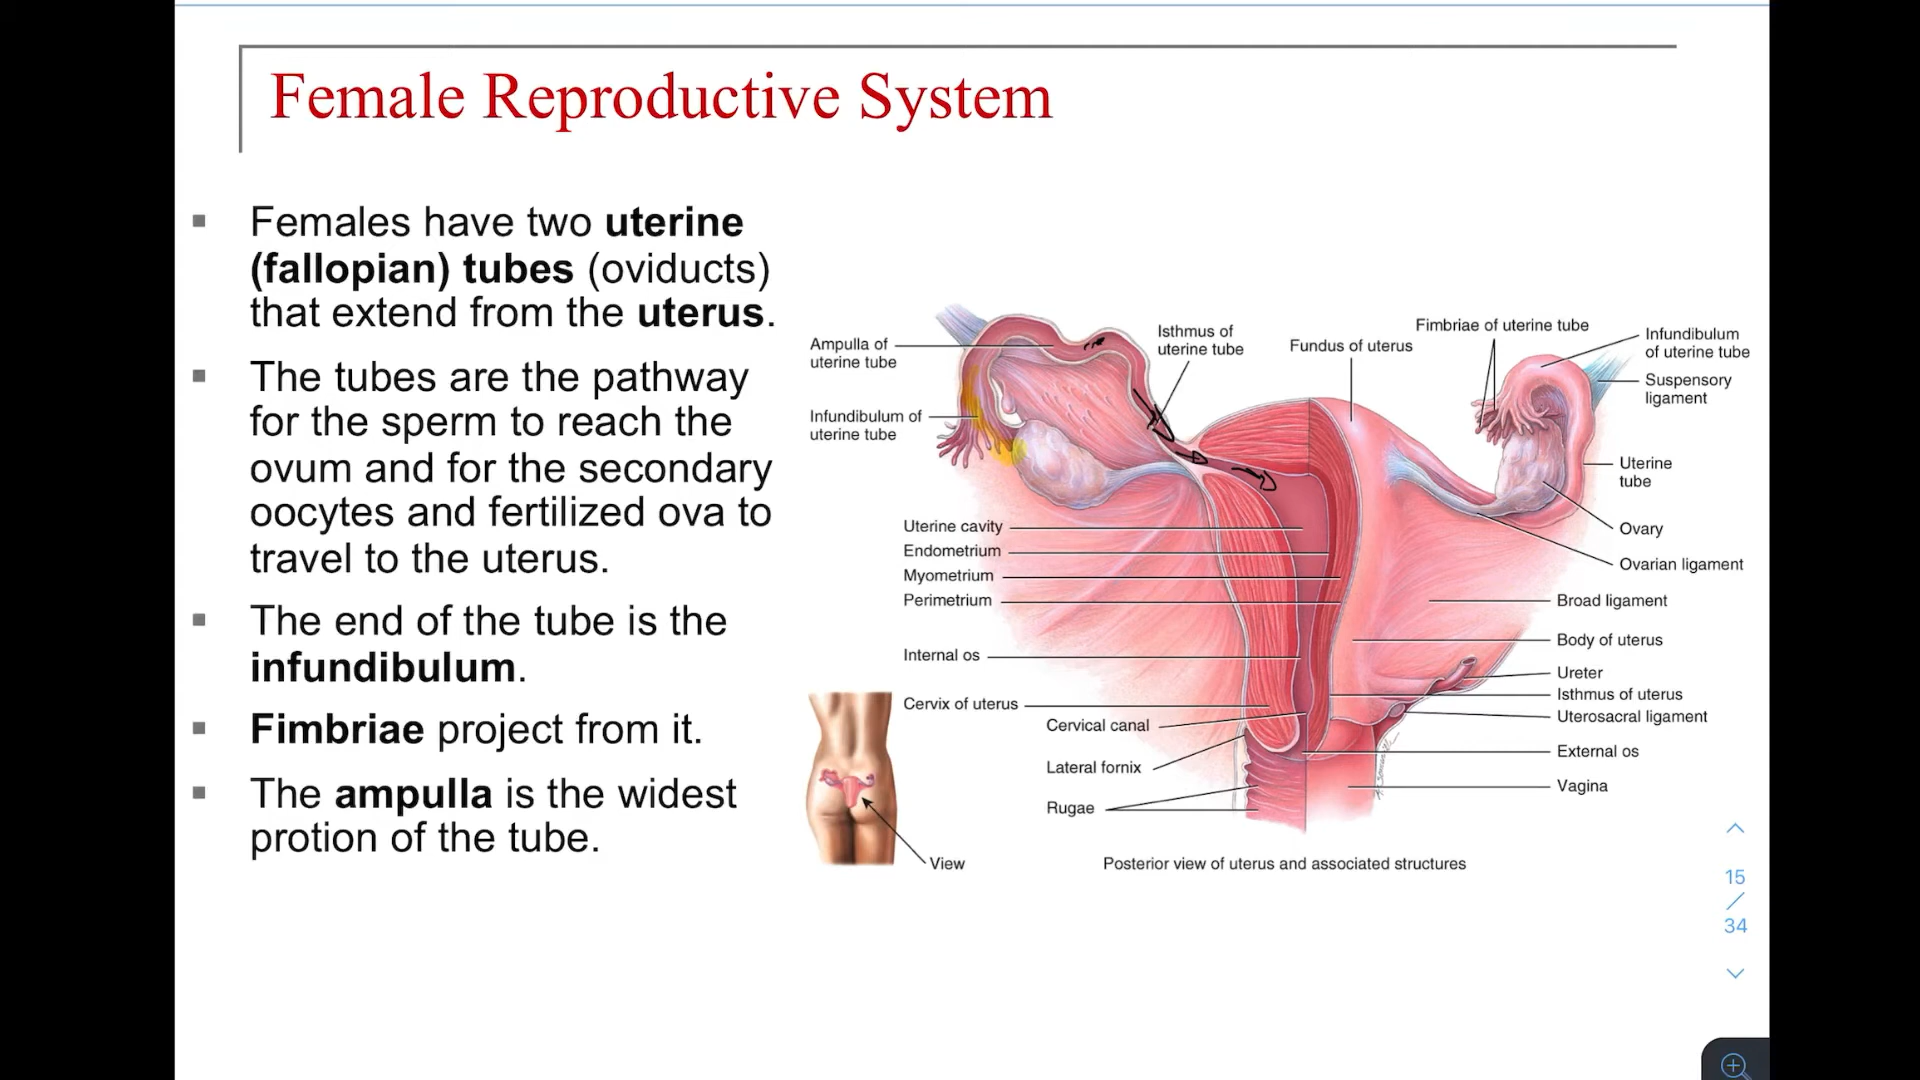 Female Reproductive System
Females have two uterine
(fallopian) tubes (oviducts)
that extend from the uterus.
The tubes are the pathway
for the sperm to reach the
ovum and for the secondary
oocytes and fertilized ova to
travel to the uterus.
The end of the tube is the
infundibulum.
Fimbriae project from it.
The ampulla is the widest
protion of the tube.
Ampulla of
uterine tube
Infundibulum of
uterine tube
Isthmus of
uterine tube
Fundus of uterus
Fimbriae of uterine tube
Infundibulum
of uterine tube
Suspensory
ligament
Uterine
tube
Ovary
Ovarian ligament
Uterine cavity
Endometrium
Myometrium
Perimetrium
Internal os
Cervix of uterus
Cervical canal
Lateral fornix
Rugae
Broad ligament
Body of uterus
Ureter
Isthmus of uterus
Uterosacral ligament
External os
Vagina
View
Posterior view of uterus and associated structures
15
/
34